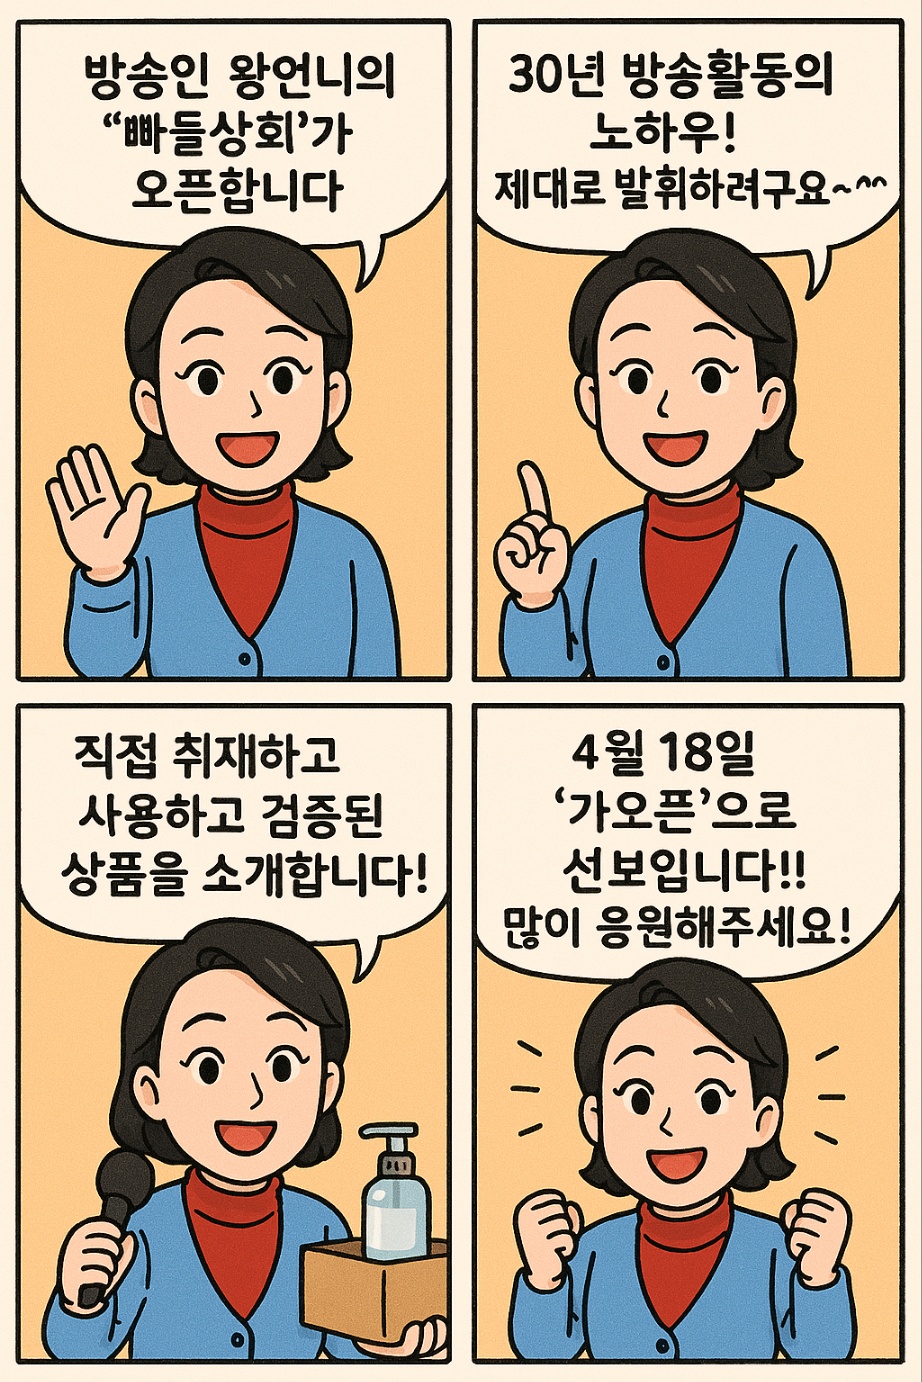 방송인 왕언니의
“빠들상회’가
오픈합니다
30년 방송활동의
노하우!
제대로 발휘하려구요~^^
직접 취재하고
사용하고 검증된
상품을 소개합니다!
4월 18일
‘가오픈’으로
선보입니다!!
많이 응원해주세요!